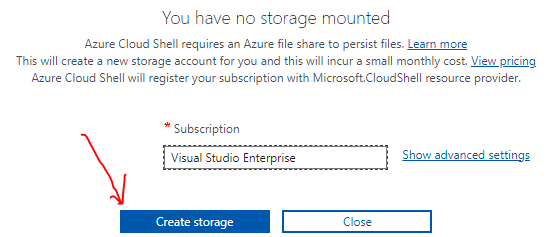 You have no storage mounted
Azure Cloud Shell requires an Azure file share to persist files. Learn more
This will create a new storage account for you and this will incur a small monthly cost. View pricing
Azure Cloud Shell will register your subscription with Microsoft.CloudShell resource provider.
* Subscription
Visual Studio Enterprise
Show advanced settings
Create storage
Close